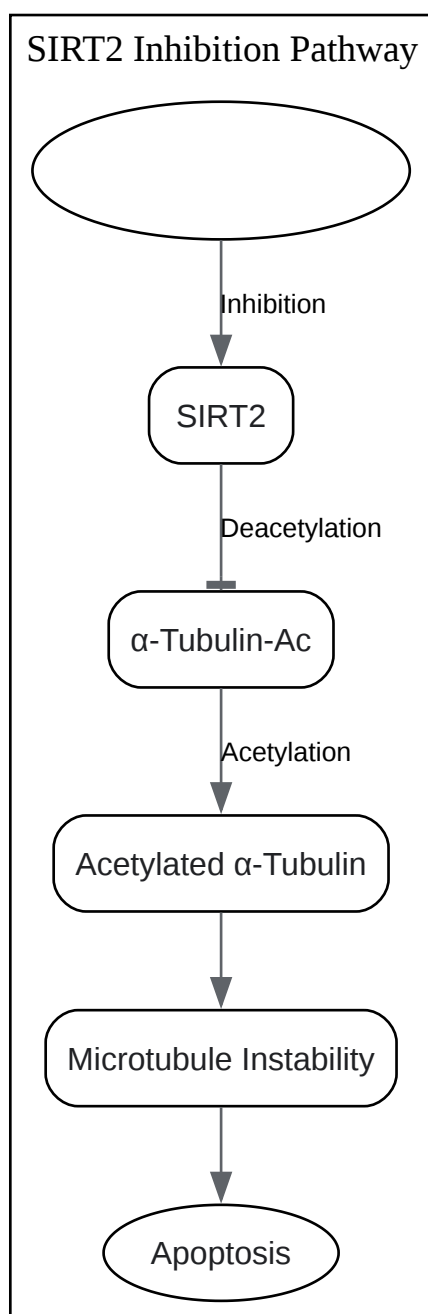 SIRT2 Inhibition Pathway
Inhibition
SIRT2
Deacetylation
α-Tubulin-Ac
Acetylation
Acetylated α-Tubulin
Microtubule Instability
Apoptosis